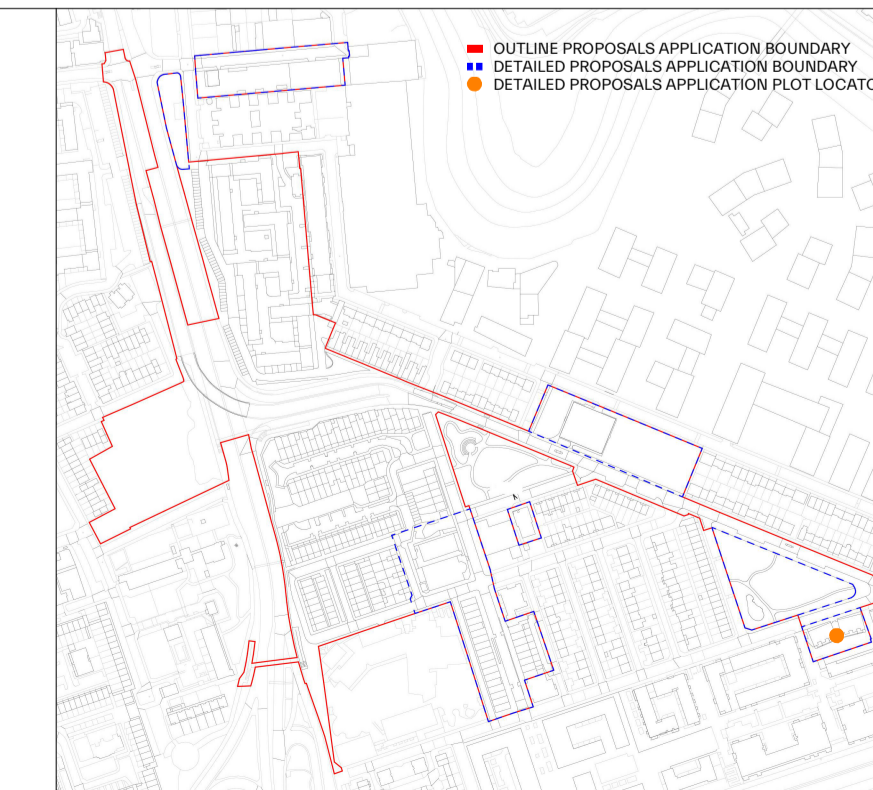 OUTLINE PROPOSALS APPLICATION BOUNDARY
DETAILED PROPOSALS APPLICATION BOUNDARY
DETAILED PROPOSALS APPLICATION PLOT LOCATO